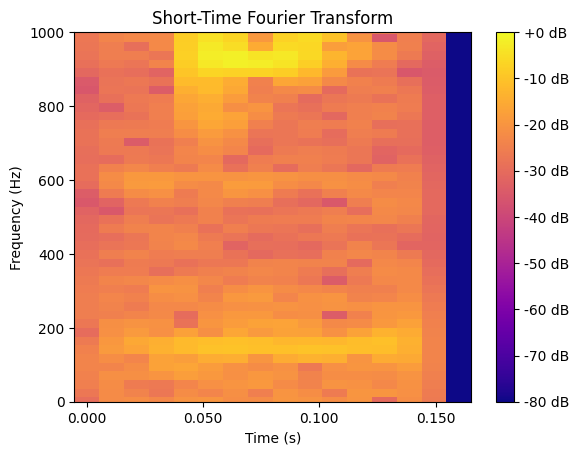 Short-Time Fourier Transform
1000
800
600
400
200
0
Frequency (Hz)
0.000
0.050
0.100
0.150
Time (s)
+0 dB
-10 dB
-20 dB
-30 dB
-40 dB
-50 dB
-60 dB
-70 dB
-80 dB